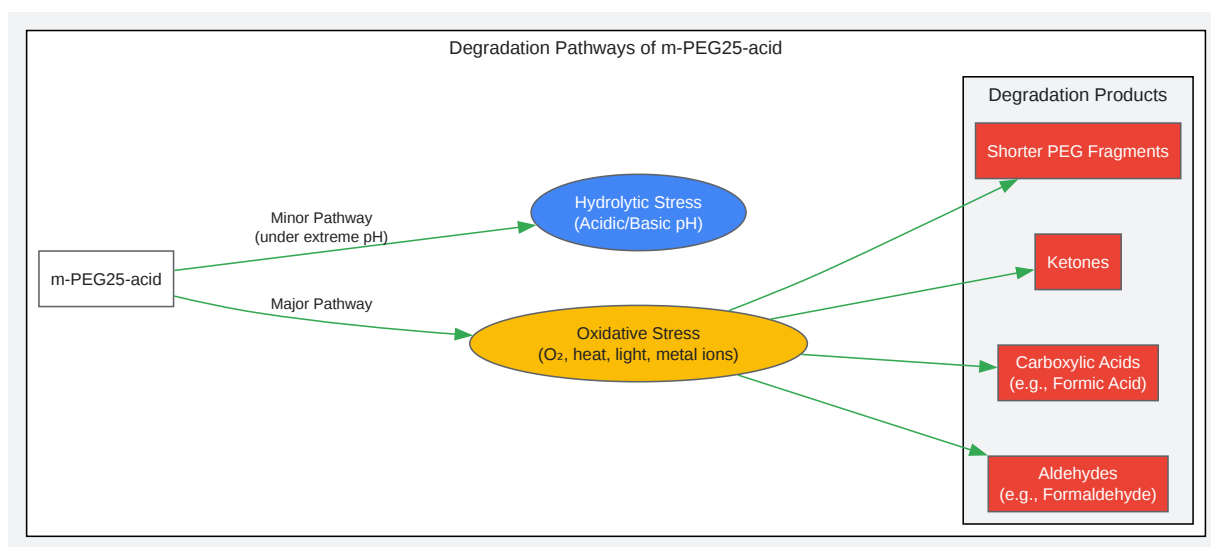 Degradation Pathways of m-PEG25-acid
Degradation Products
Shorter PEG Fragments
Hydrolytic Stress
(Acidic/Basic pH)
Minor Pathway
(under extreme pH)
Ketones
m-PEG25-acid
Major Pathway
Oxidative Stress
(O₂, heat, light, metal ions)
Carboxylic Acids
(e.g., Formic Acid)
Aldehydes
(e.g., Formaldehyde)